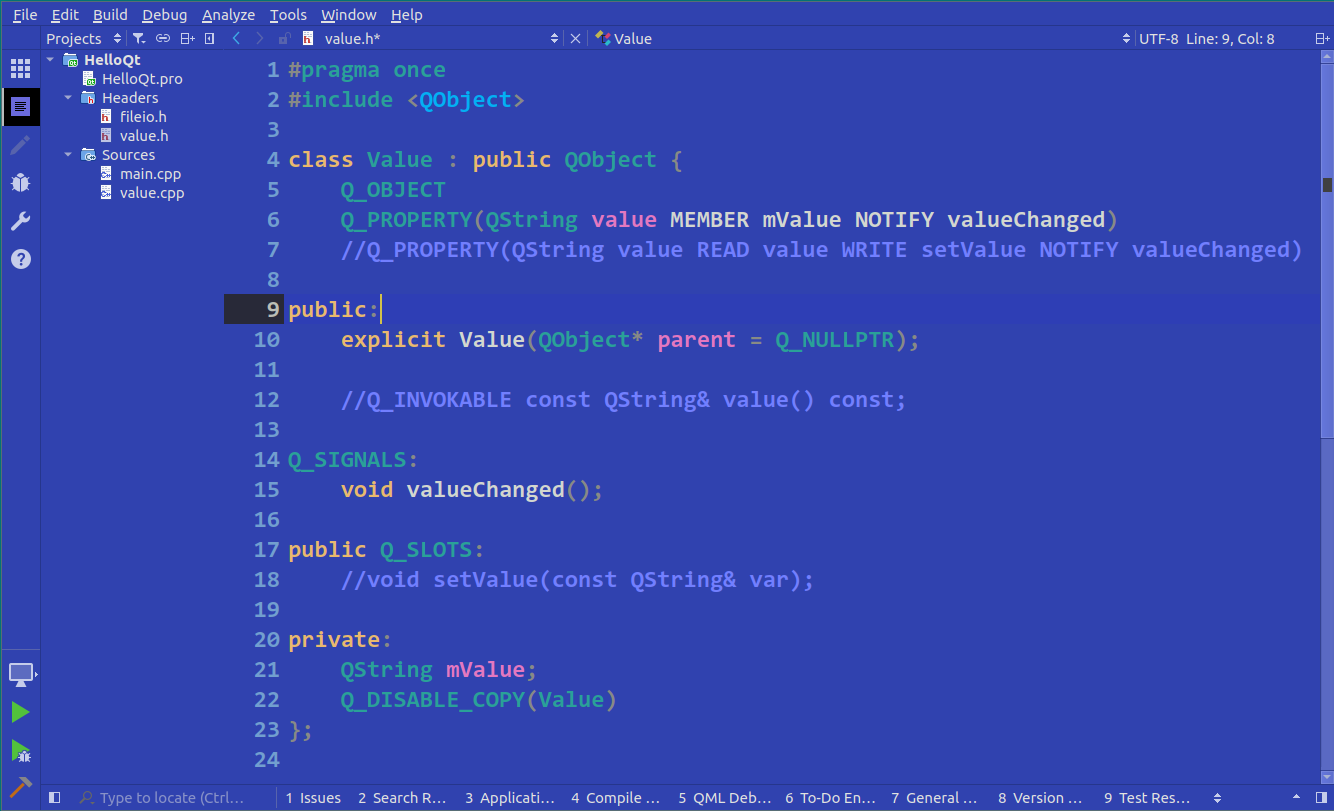 File Edit Build Debug Analyze Tools Window Help
Projects value.h* Value UTF-8 Line: 9, Col: 8
HelloQt
HelloQt.pro
Headers
fileio.h
value.h
Sources
main.cpp
value.cpp
1 #pragma once
2 #include <QObject>
3
4 class Value : public QObject {
5     Q_OBJECT
6     Q_PROPERTY(QString value MEMBER mValue NOTIFY valueChanged)
7     //Q_PROPERTY(QString value READ value WRITE setValue NOTIFY valueChanged)
8
9 public:
10     explicit Value(QObject* parent = Q_NULLPTR);
11
12     //Q_INVOKABLE const QString& value() const;
13
14 Q_SIGNALS:
15     void valueChanged();
16
17 public Q_SLOTS:
18     //void setValue(const QString& var);
19
20 private:
21     QString mValue;
22     Q_DISABLE_COPY(Value)
23 };
24
Type to locate (Ctrl... 1 Issues 2 Search R... 3 Applicati... 4 Compile ... 5 QML Deb... 6 To-Do En... 7 General ... 8 Version ... 9 Test Res...